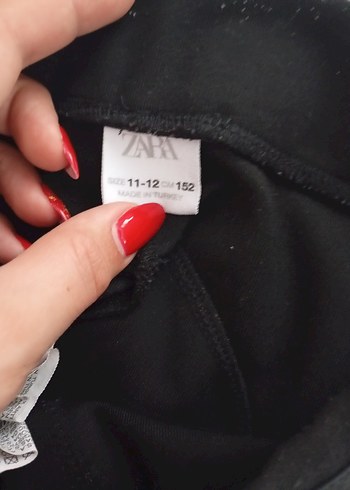 ZARA
SIZE 11-12 CM 152
MADE IN TURKEY